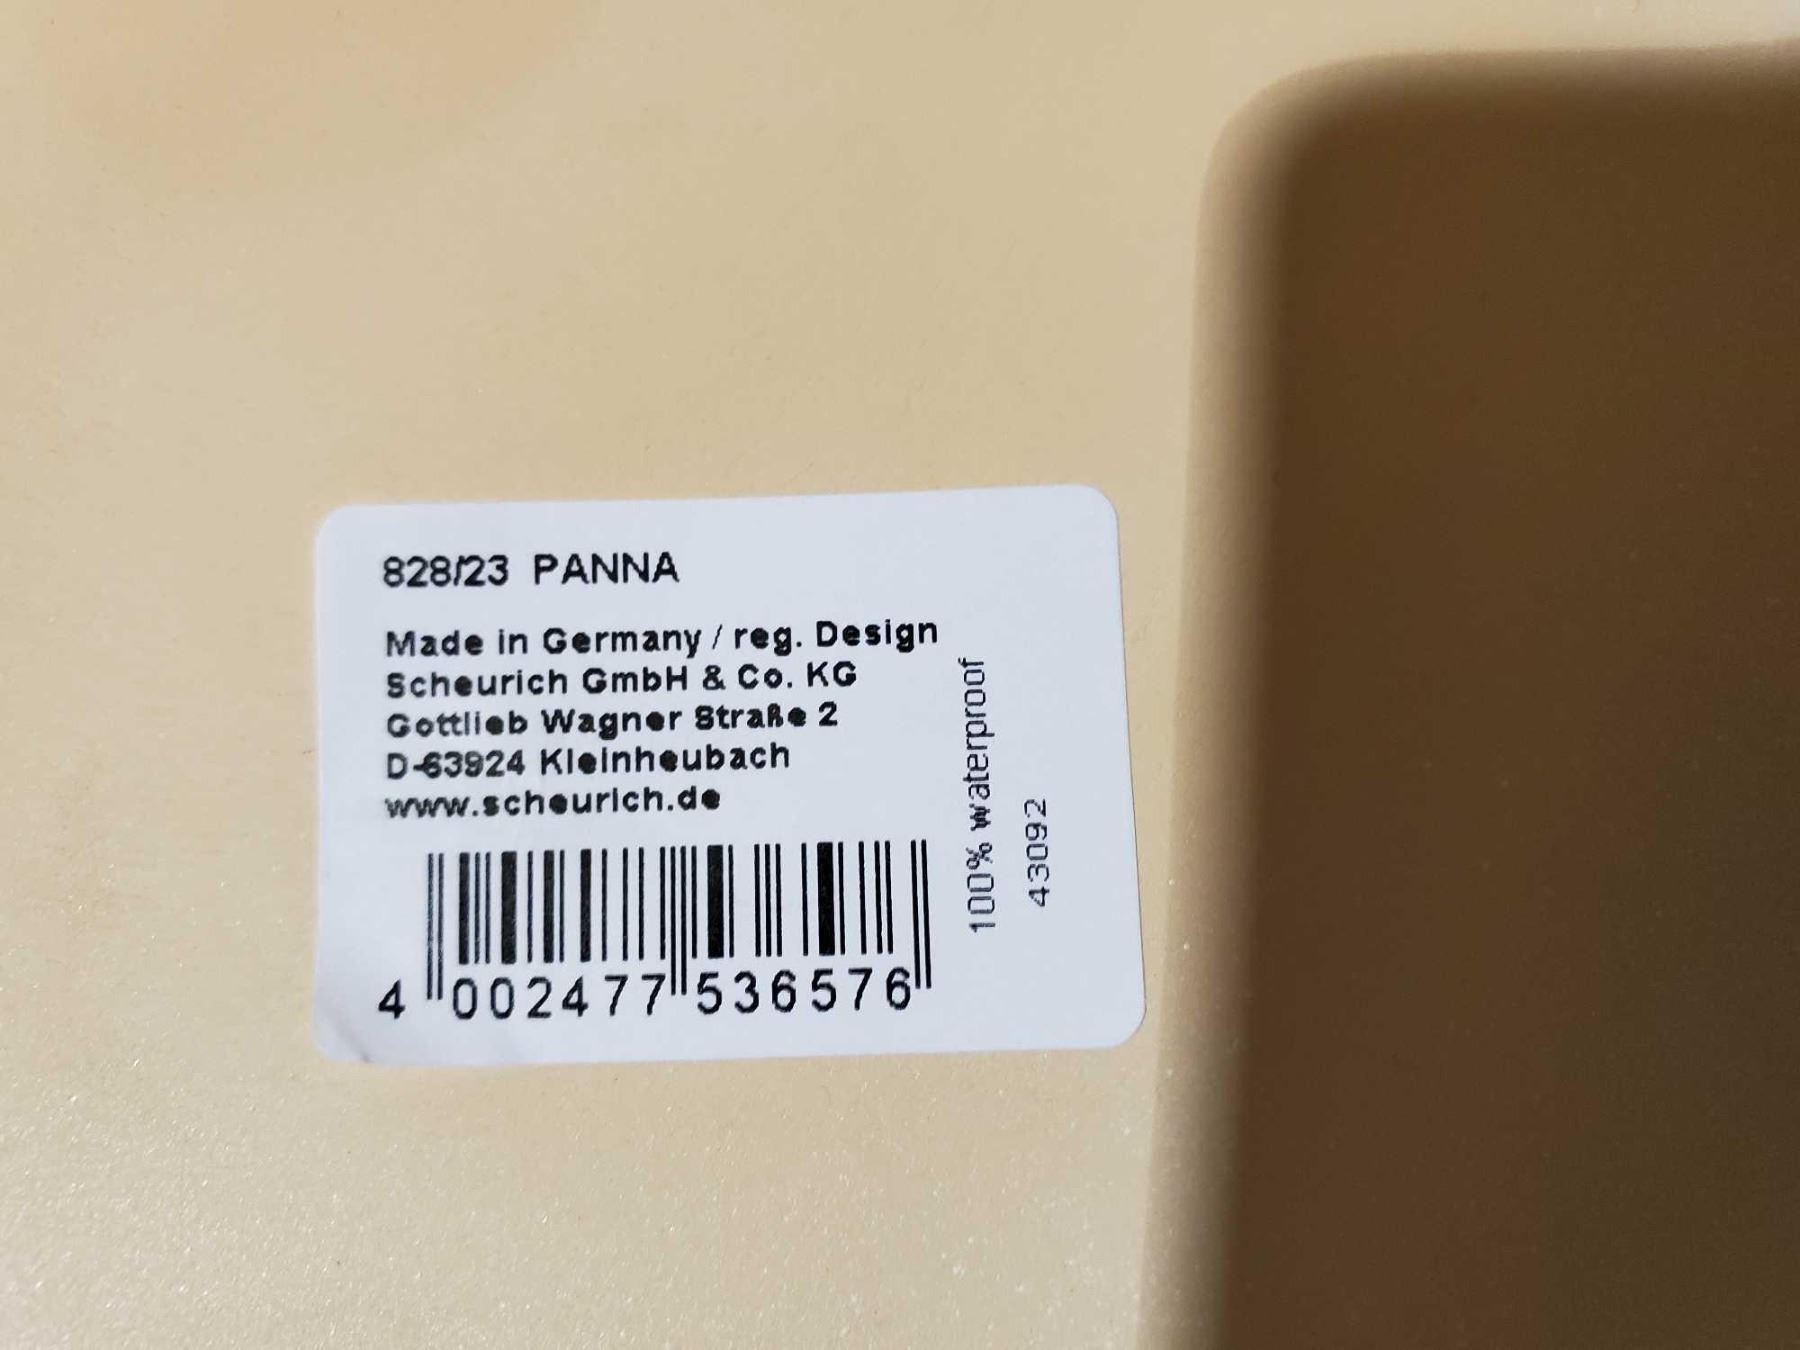 828/23 PANNA
Made in Germany / reg. Design
Scheurich GmbH & Co. KG
Gottlieb Wagner Straße 2
D-63924 Kleinheubach
www.scheurich.de
4 002477 536576
100% waterproof
43092